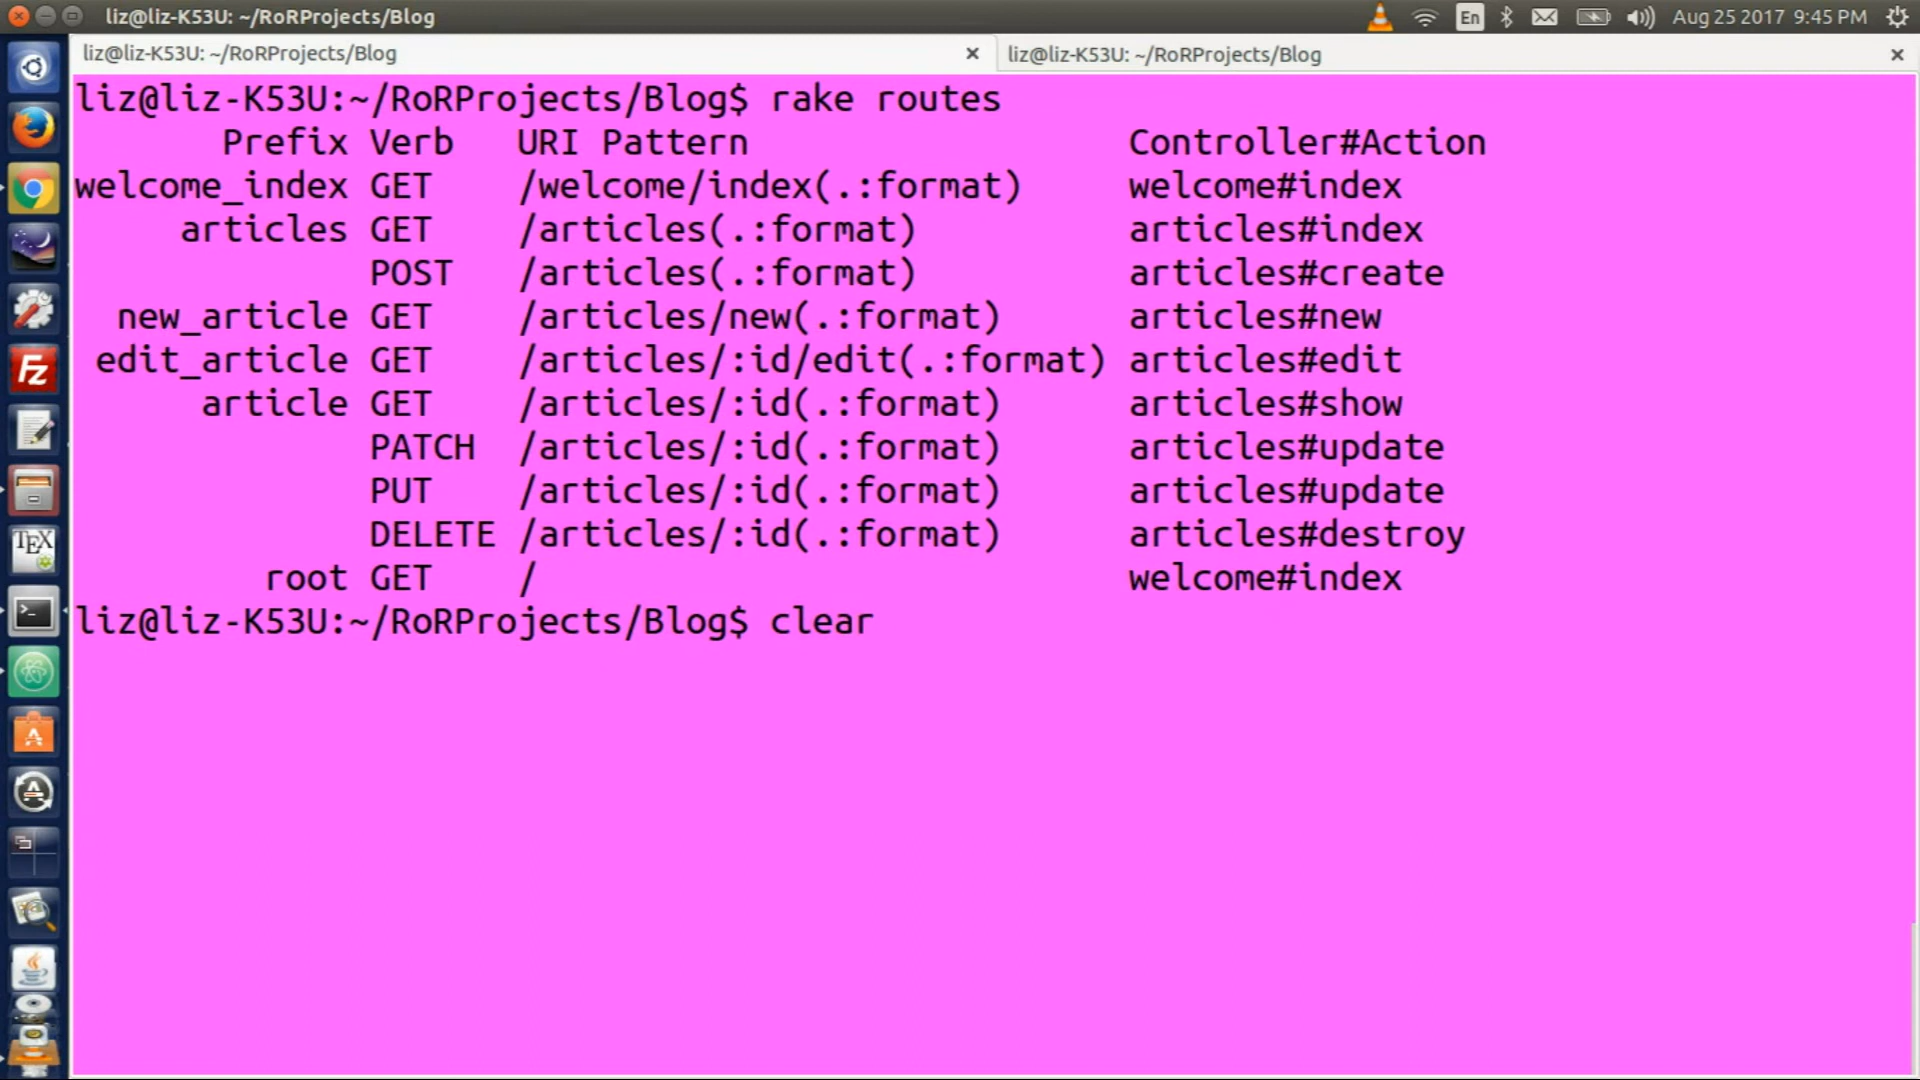 liz@liz-K53U: ~/RoRProjects/Blog
En
Aug 25 2017 9:45 PM
liz@liz-K53U: ~/RoRProjects/Blog
liz@liz-K53U: ~/RoRProjects/Blog
liz@liz-K53U:~/RoRProjects/Blog$ rake routes
Prefix Verb URI Pattern Controller#Action
welcome_index GET /welcome/index(.:format) welcome#index
articles GET /articles(.:format) articles#index
POST /articles(.:format) articles#create
new_article GET /articles/new(.:format) articles#new
edit_article GET /articles/:id/edit(.:format) articles#edit
article GET /articles/:id(.:format) articles#show
PATCH /articles/:id(.:format) articles#update
PUT /articles/:id(.:format) articles#update
DELETE /articles/:id(.:format) articles#destroy
root GET / welcome#index
liz@liz-K53U:~/RoRProjects/Blog$ clear
Fz
TEX